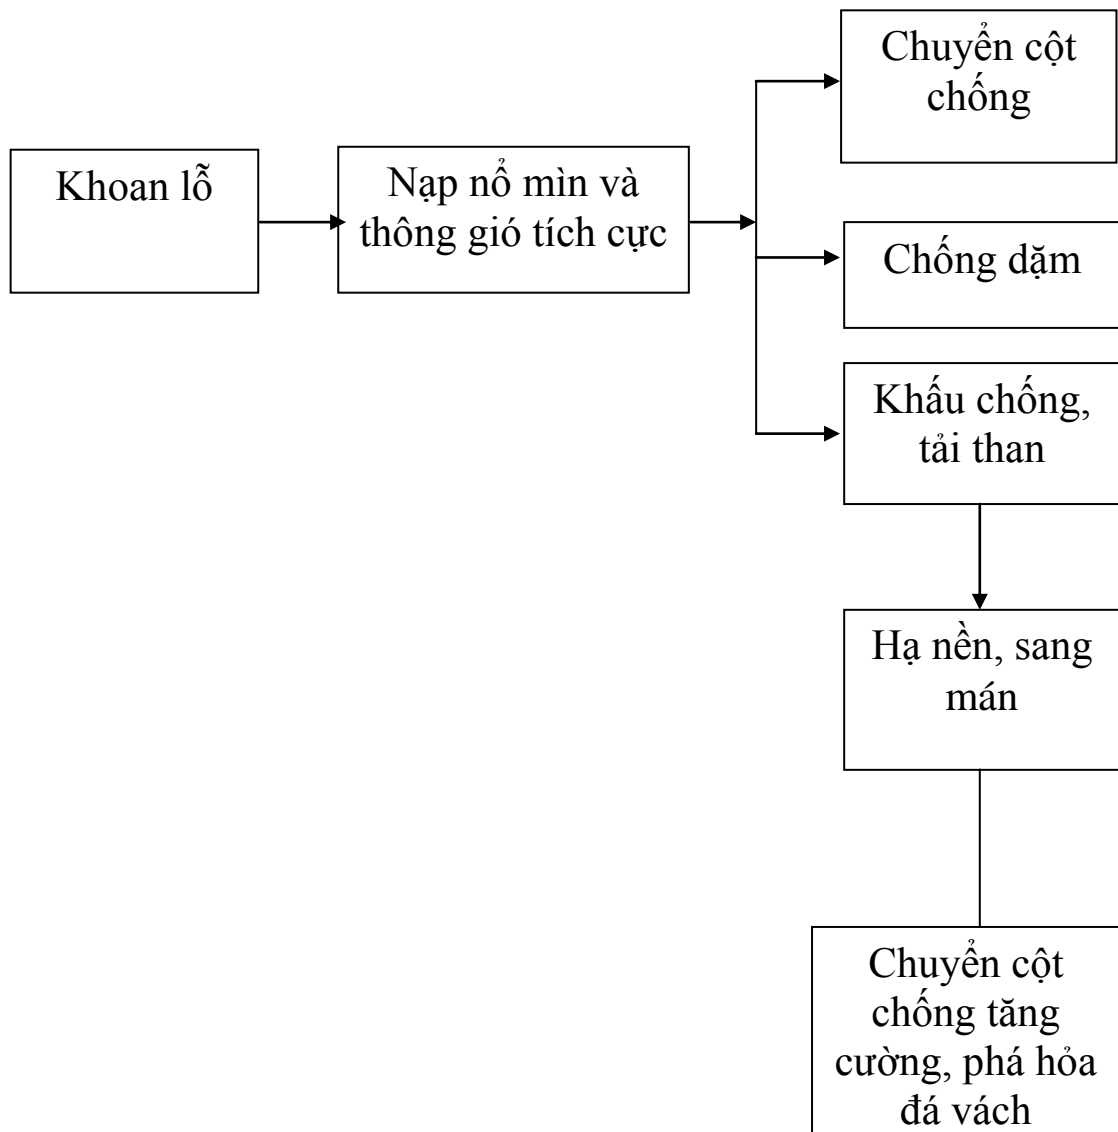 Chuyển cột
chống
Khoan lỗ
Nạp nổ mìn và
thông gió tích cực
Chống dặm
Khấu chống,
tải than
Hạ nền, sang
mán
Chuyển cột
chống tăng
cường, phá hỏa
đá vách